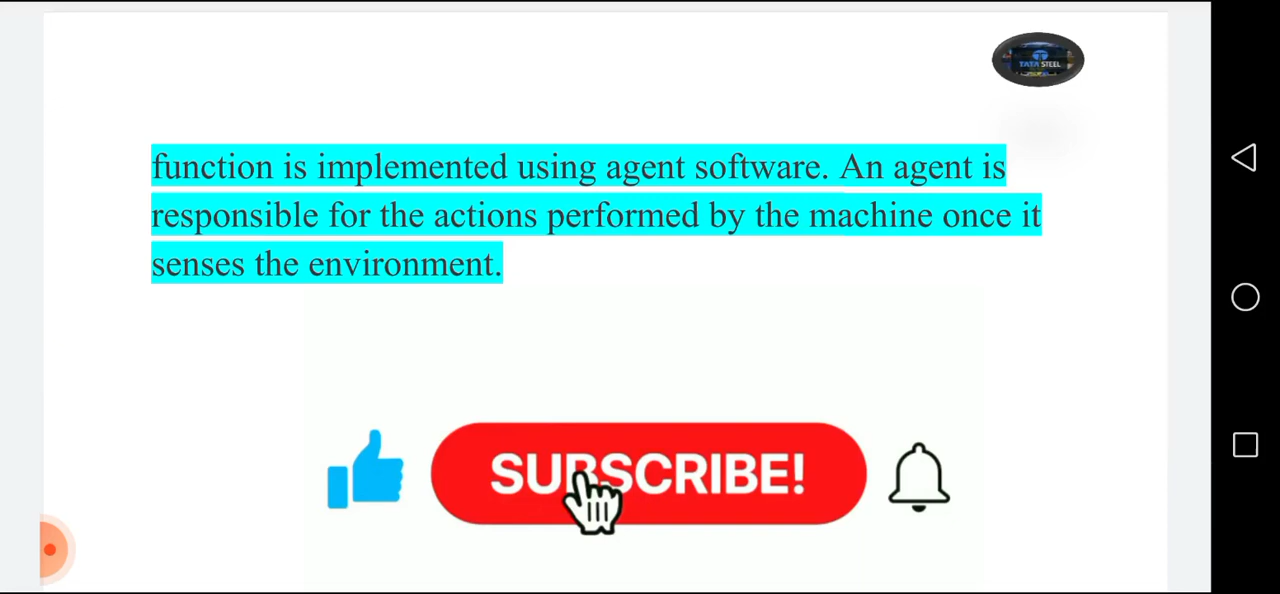 TATA STEEL
function is implemented using agent software. An agent is
responsible for the actions performed by the machine once it
senses the environment.
SUBSCRIBE!